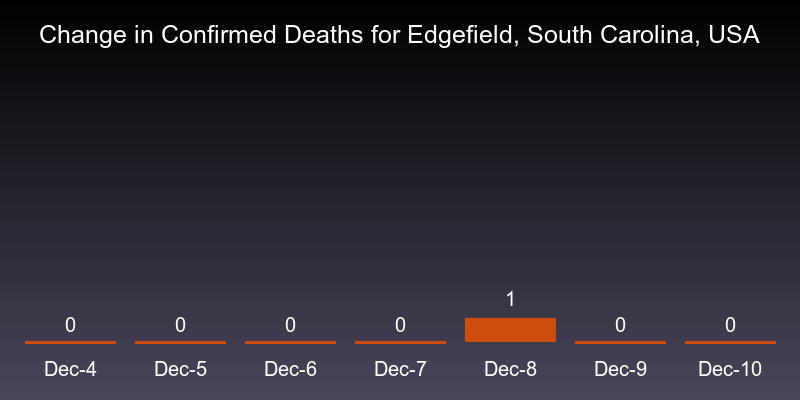 Change in Confirmed Deaths for Edgefield, South Carolina, USA
1
0 0 0 0 0 0
Dec-4 Dec-5 Dec-6 Dec-7 Dec-8 Dec-9 Dec-10